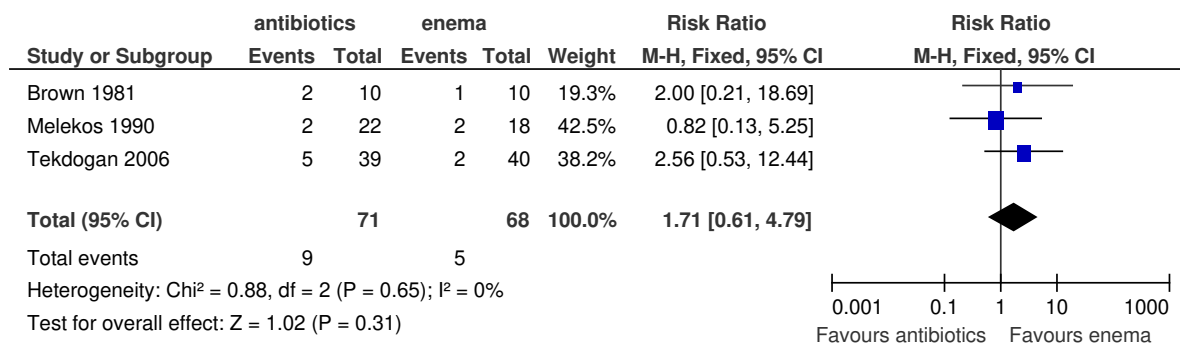 antibiotics enema Risk Ratio Risk Ratio
Study or Subgroup Events Total Events Total Weight M-H, Fixed, 95% CI M-H, Fixed, 95% CI
Brown 1981 2 10 1 10 19.3% 2.00 [0.21, 18.69]
Melekos 1990 2 22 2 18 42.5% 0.82 [0.13, 5.25]
Tekdogan 2006 5 39 2 40 38.2% 2.56 [0.53, 12.44]
Total (95% CI) 71 68 100.0% 1.71 [0.61, 4.79]
Total events 9 5
Heterogeneity: Chi² = 0.88, df = 2 (P = 0.65); I² = 0%
Test for overall effect: Z = 1.02 (P = 0.31)
0.001 0.1 1 10 1000
Favours antibiotics Favours enema